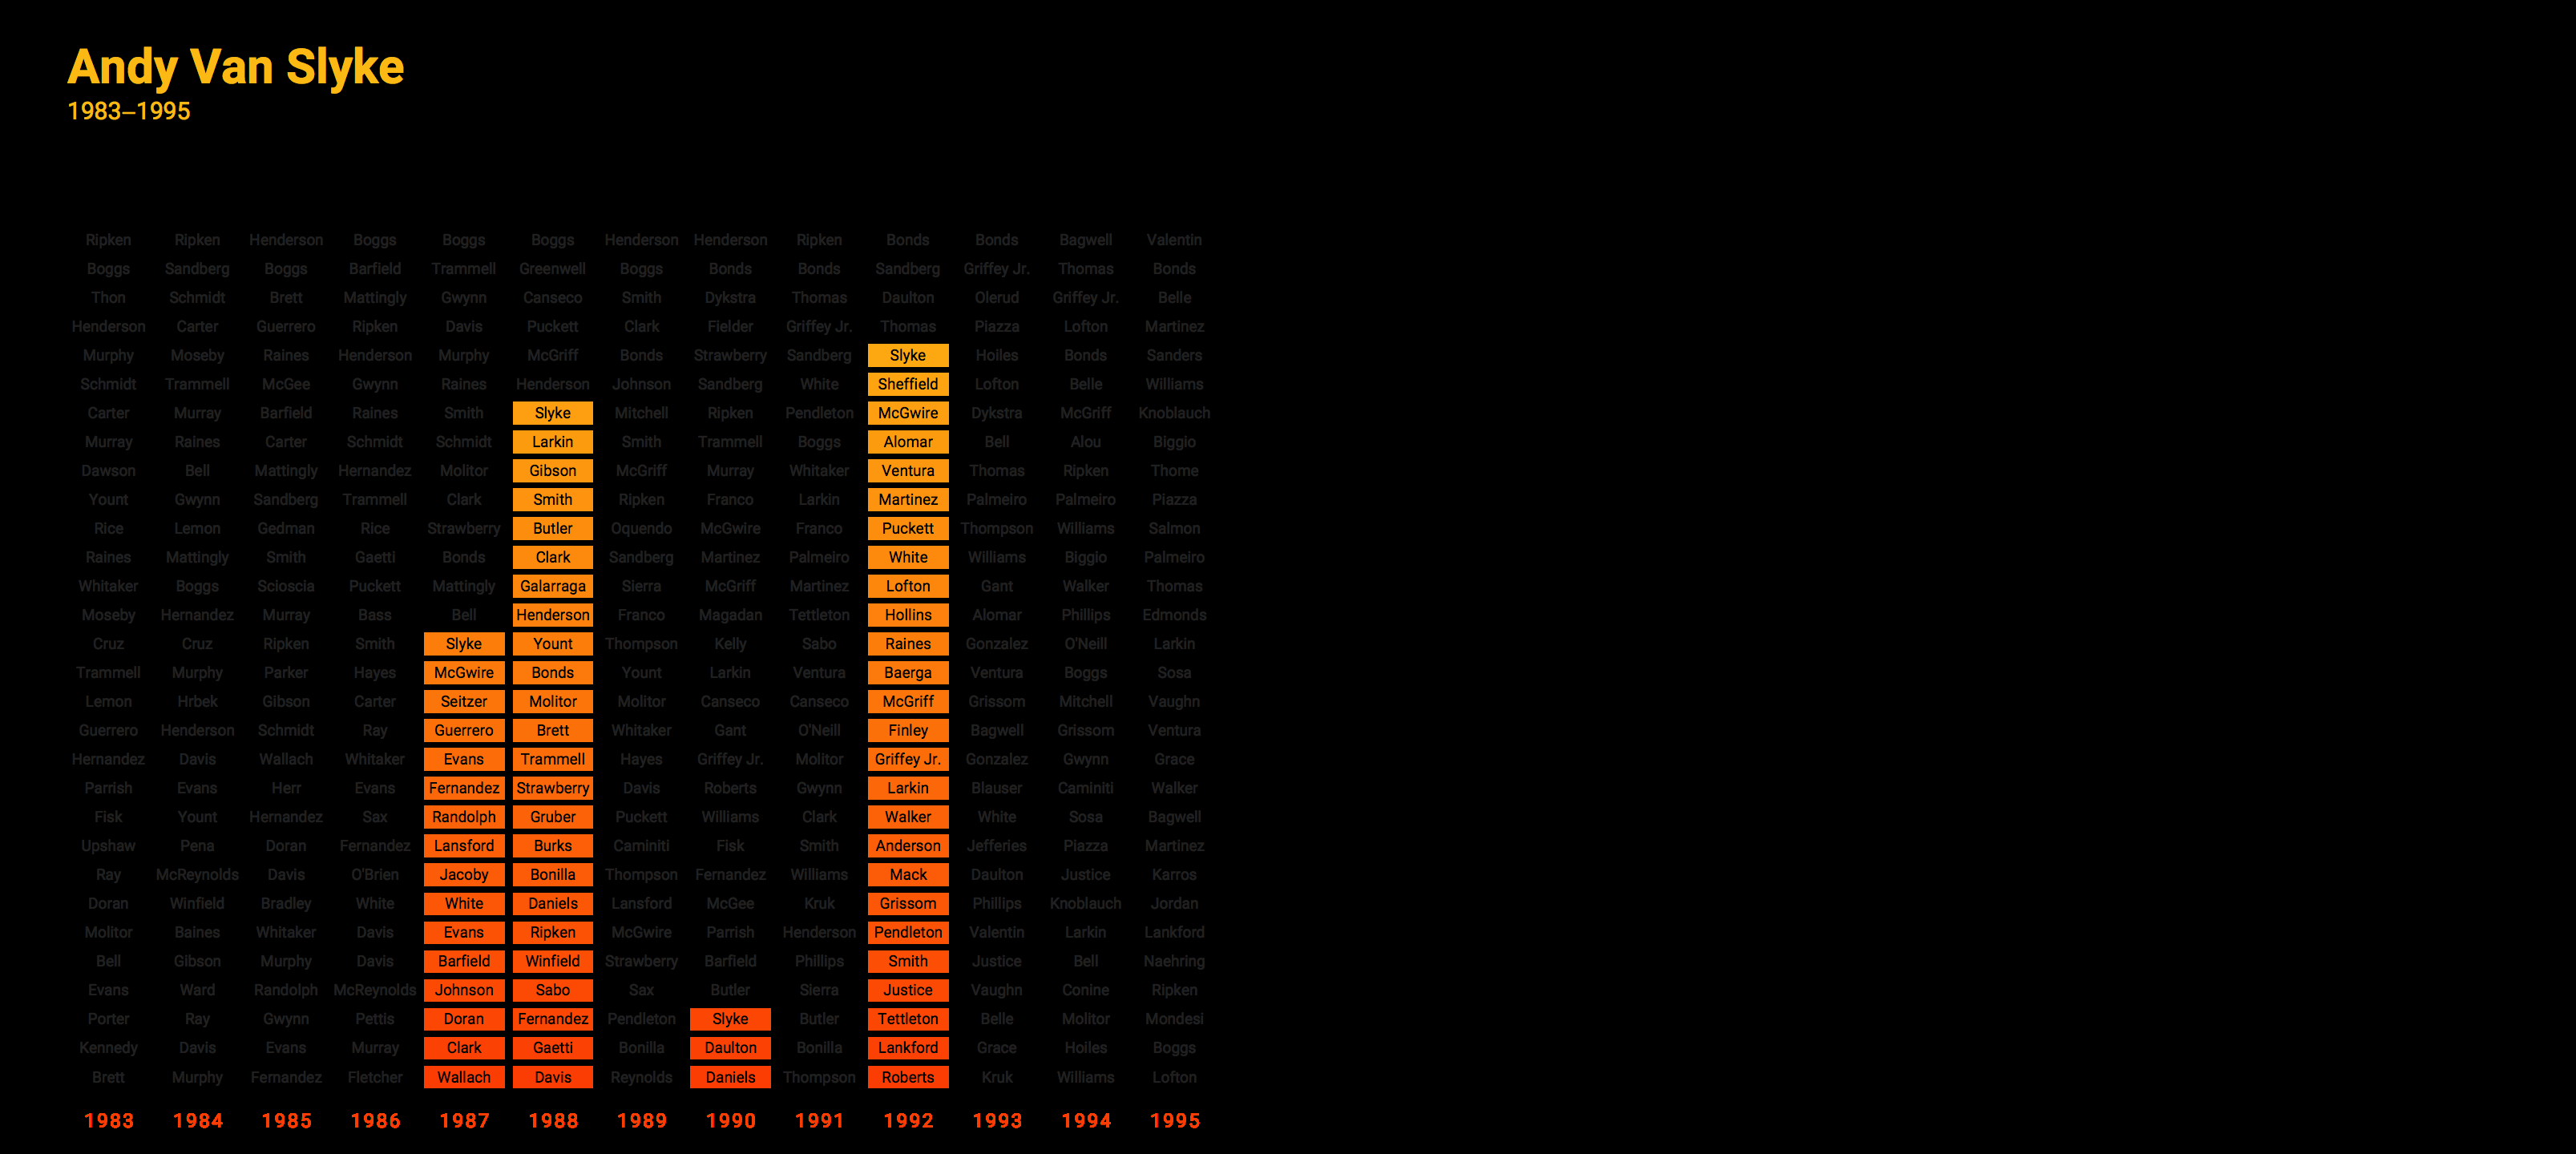 Andy Van Slyke
1983–1995
Ripken Ripken Henderson Boggs Boggs Boggs Henderson Henderson Ripken Bonds Bonds Bagwell Valentin
Boggs Sandberg Boggs Barfield Trammell Greenwell Boggs Bonds Bonds Sandberg Griffey Jr. Thomas Bonds
Thon Schmidt Brett Mattingly Gwynn Canseco Smith Dykstra Thomas Daulton Olerud Griffey Jr. Belle
Henderson Carter Guerrero Ripken Davis Puckett Clark Fielder Griffey Jr. Thomas Piazza Lofton Martinez
Murphy Moseby Raines Henderson Murphy McGriff Bonds Strawberry Sandberg Slyke Hoiles Bonds Sanders
Schmidt Trammell McGee Gwynn Raines Henderson Johnson Sandberg White Sheffield Lofton Belle Williams
Carter Murray Barfield Raines Smith Slyke Mitchell Ripken Pendleton McGwire Dykstra McGriff Knoblauch
Murray Raines Carter Schmidt Schmidt Larkin Smith Trammell Boggs Alomar Bell Alou Biggio
Dawson Bell Mattingly Hernandez Molitor Gibson McGriff Murray Whitaker Ventura Thomas Ripken Thome
Yount Gwynn Sandberg Trammell Clark Smith Ripken Franco Larkin Martinez Palmeiro Palmeiro Piazza
Rice Lemon Gedman Rice Strawberry Butler Oquendo McGwire Franco Puckett Thompson Williams Salmon
Raines Mattingly Smith Gaetti Bonds Clark Sandberg Martinez Palmeiro White Williams Biggio Palmeiro
Whitaker Boggs Scioscia Puckett Mattingly Galarraga Sierra McGriff Martinez Lofton Gant Walker Thomas
Moseby Hernandez Murray Bass Bell Henderson Franco Magadan Tettleton Hollins Alomar Phillips Edmonds
Cruz Cruz Ripken Smith Slyke Yount Thompson Kelly Sabo Raines Gonzalez O'Neill Larkin
Trammell Murphy Parker Hayes McGwire Bonds Yount Larkin Ventura Baerga Ventura Boggs Sosa
Lemon Hrbek Gibson Carter Seitzer Molitor Molitor Canseco Canseco McGriff Grissom Mitchell Vaughn
Guerrero Henderson Schmidt Ray Guerrero Brett Whitaker Gant O'Neill Finley Bagwell Grissom Ventura
Hernandez Davis Wallach Whitaker Evans Trammell Hayes Griffey Jr. Molitor Griffey Jr. Gonzalez Gwynn Grace
Parrish Evans Herr Evans Fernandez Strawberry Davis Roberts Gwynn Larkin Blauser Caminiti Walker
Fisk Yount Hernandez Sax Randolph Gruber Puckett Williams Clark Walker White Sosa Bagwell
Upshaw Pena Doran Fernandez Lansford Burks Caminiti Fisk Smith Anderson Jefferies Piazza Martinez
Ray McReynolds Davis O'Brien Jacoby Bonilla Thompson Fernandez Williams Mack Daulton Justice Karros
Doran Winfield Bradley White White Daniels Lansford McGee Kruk Grissom Phillips Knoblauch Jordan
Molitor Baines Whitaker Davis Evans Ripken McGwire Parrish Henderson Pendleton Valentin Larkin Lankford
Bell Gibson Murphy Davis Barfield Winfield Strawberry Barfield Phillips Smith Justice Bell Naehring
Evans Ward Randolph McReynolds Johnson Sabo Sax Butler Sierra Justice Vaughn Conine Ripken
Porter Ray Gwynn Pettis Doran Fernandez Pendleton Slyke Butler Tettleton Belle Molitor Mondesi
Kennedy Davis Evans Murray Clark Gaetti Bonilla Daulton Bonilla Lankford Grace Hoiles Boggs
Brett Murphy Fernandez Fletcher Wallach Davis Reynolds Daniels Thompson Roberts Kruk Williams Lofton
1983 1984 1985 1986 1987 1988 1989 1990 1991 1992 1993 1994 1995